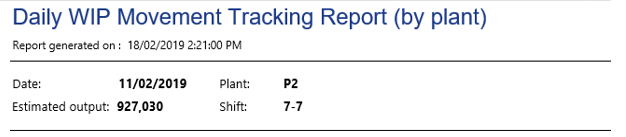 Daily WIP Movement Tracking Report (by plant)
Report generated on : 18/02/2019 2:21:00 PM
Date: 11/02/2019 Plant: P2
Estimated output: 927,030 Shift: 7-7